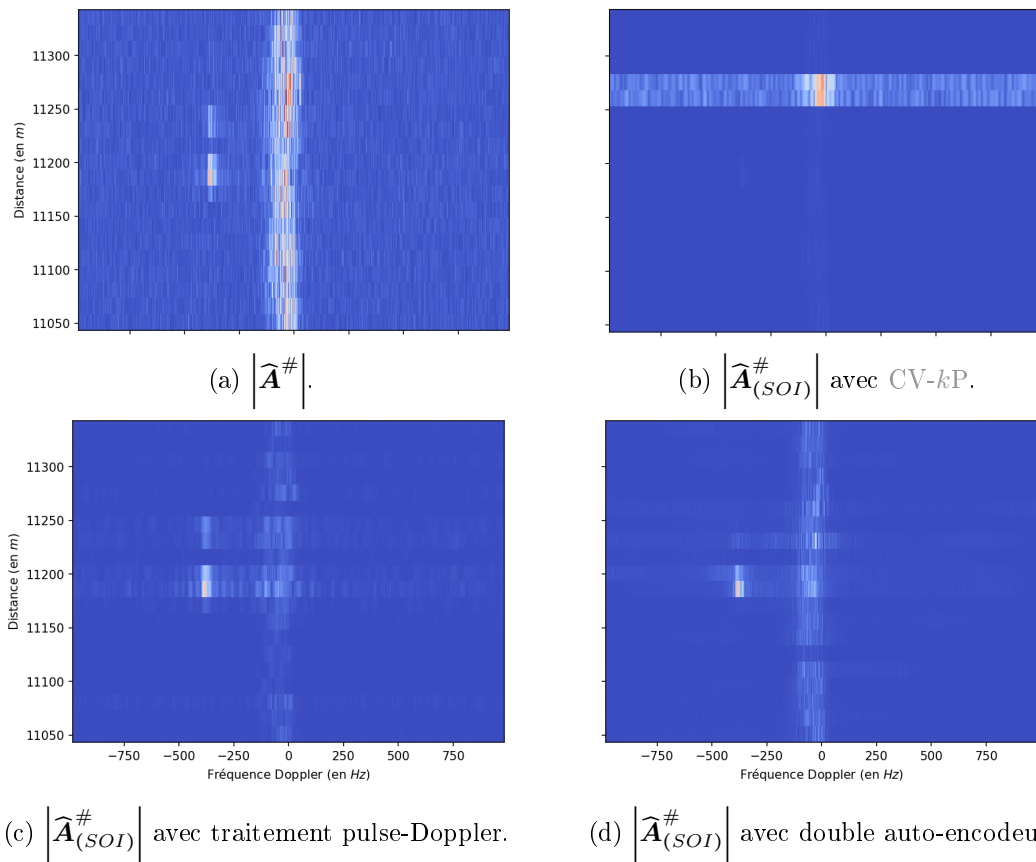 Distance (en m)
11300
11250
11200
11150
11100
11050
(a) |Â^#|.
(b) |Â^#_(SOI)| avec CV-kP.
Distance (en m)
11300
11250
11200
11150
11100
11050
−750 −500 −250 0 250 500 750
Fréquence Doppler (en Hz)
−750 −500 −250 0 250 500 750
Fréquence Doppler (en Hz)
(c) |Â^#_(SOI)| avec traitement pulse-Doppler.
(d) |Â^#_(SOI)| avec double auto-encodeu